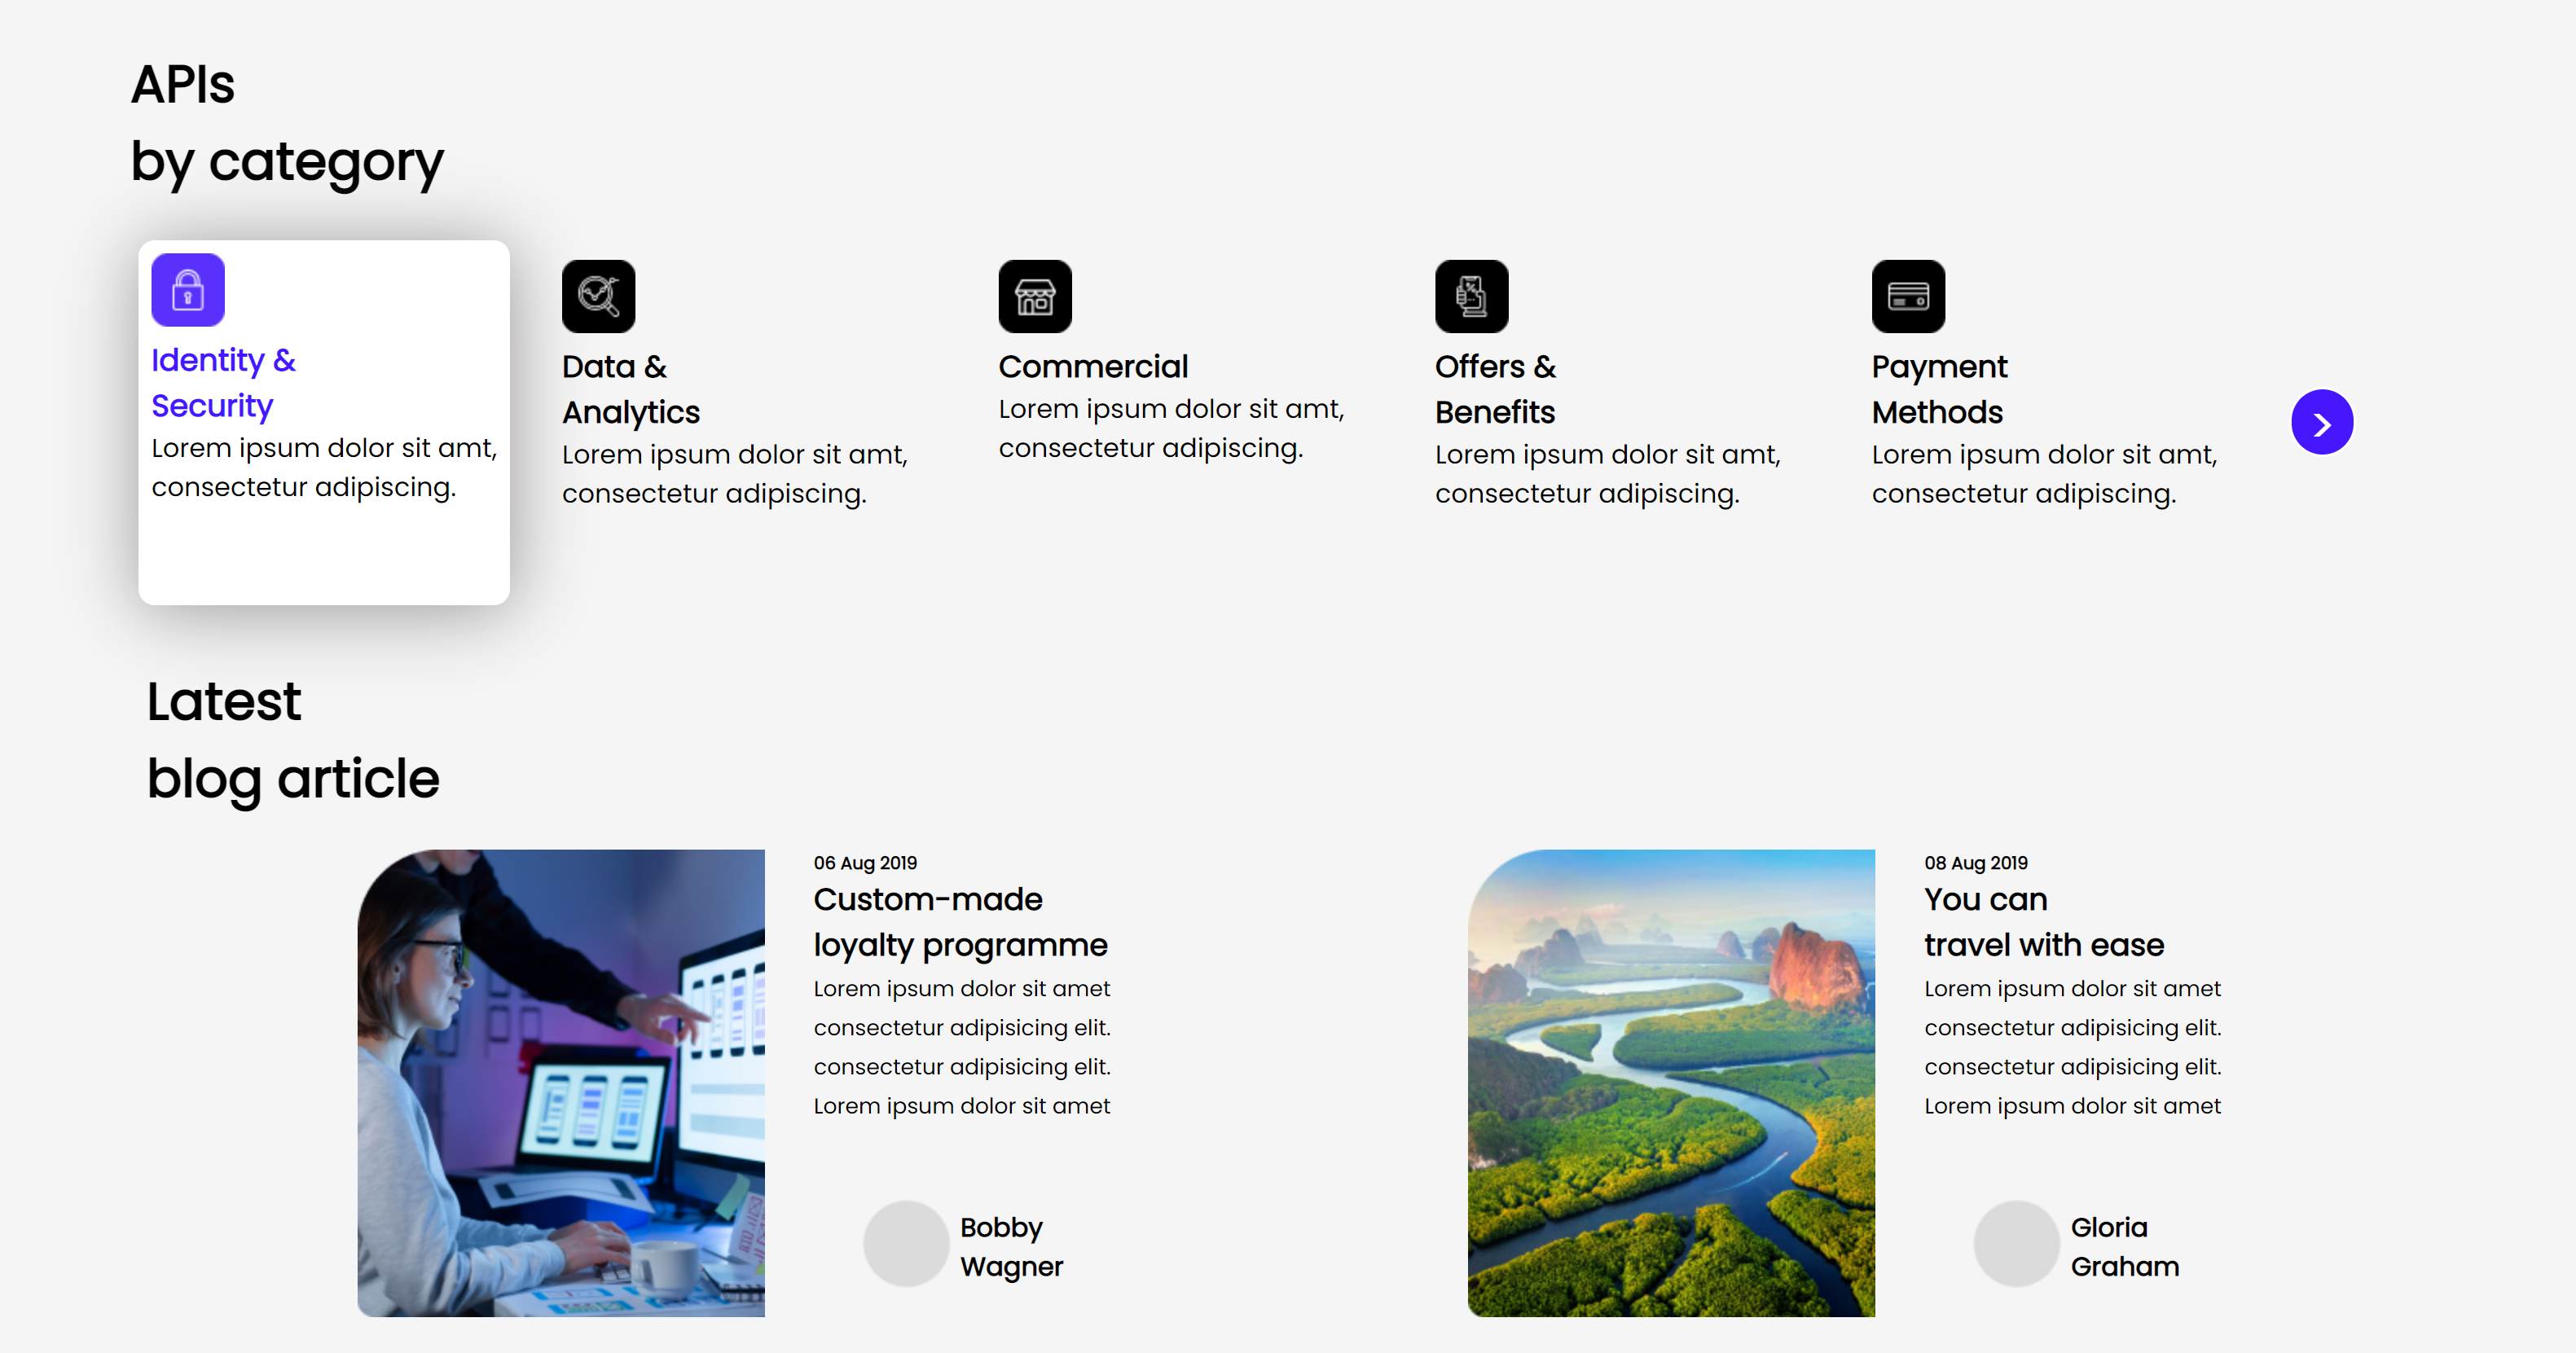 APIs
by category
Identity &
Security
Lorem ipsum dolor sit amt,
consectetur adipiscing.
Data &
Analytics
Lorem ipsum dolor sit amt,
consectetur adipiscing.
Commercial
Lorem ipsum dolor sit amt,
consectetur adipiscing.
Offers &
Benefits
Lorem ipsum dolor sit amt,
consectetur adipiscing.
Payment
Methods
Lorem ipsum dolor sit amt,
consectetur adipiscing.
Latest
blog article
06 Aug 2019
Custom-made
loyalty programme
Lorem ipsum dolor sit amet
consectetur adipisicing elit.
consectetur adipisicing elit.
Lorem ipsum dolor sit amet
Bobby
Wagner
08 Aug 2019
You can
travel with ease
Lorem ipsum dolor sit amet
consectetur adipisicing elit.
consectetur adipisicing elit.
Lorem ipsum dolor sit amet
Gloria
Graham